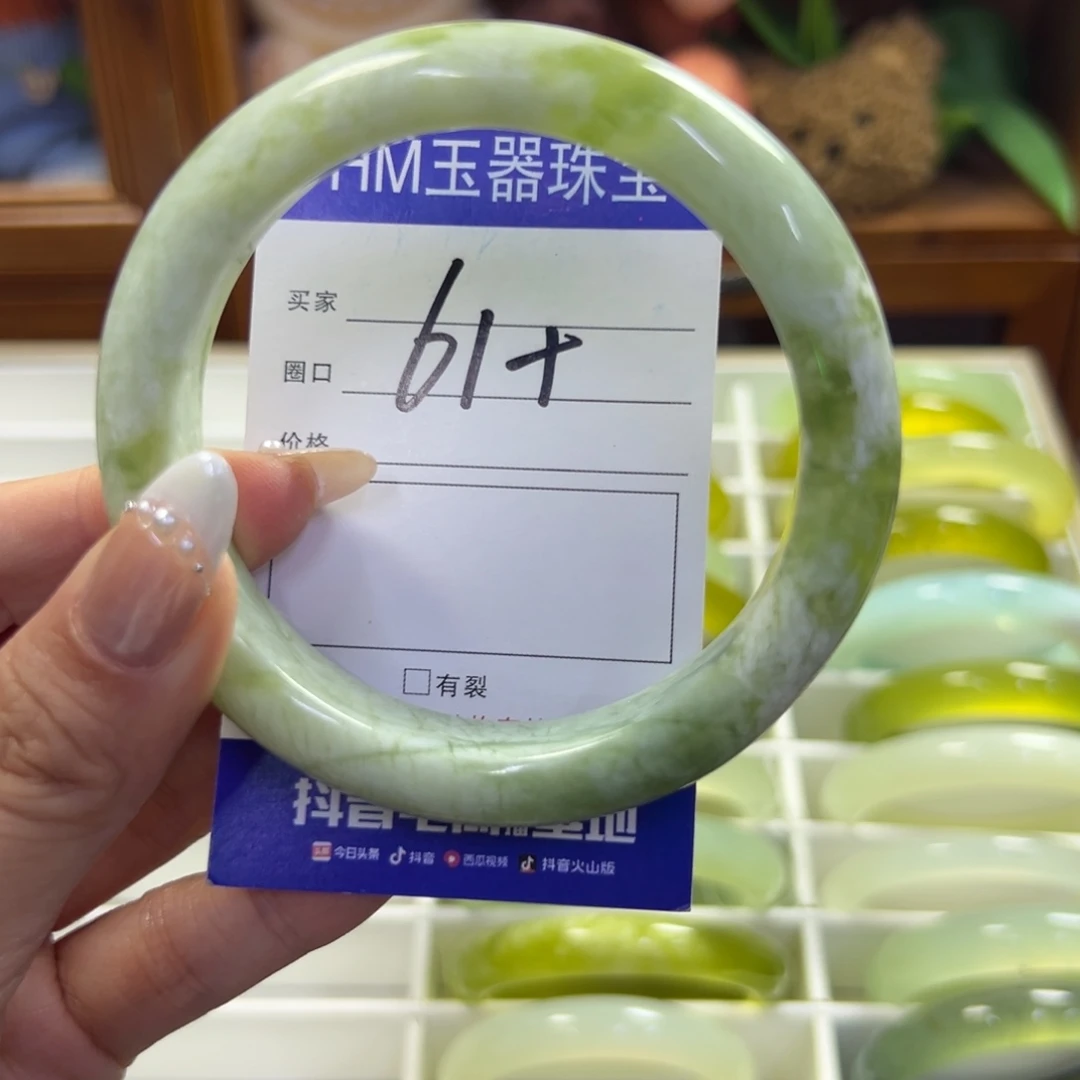 HM玉器珠宝
买家
圈口 61+
价格
有裂
今日头条 抖音 西瓜视频 抖音火山版